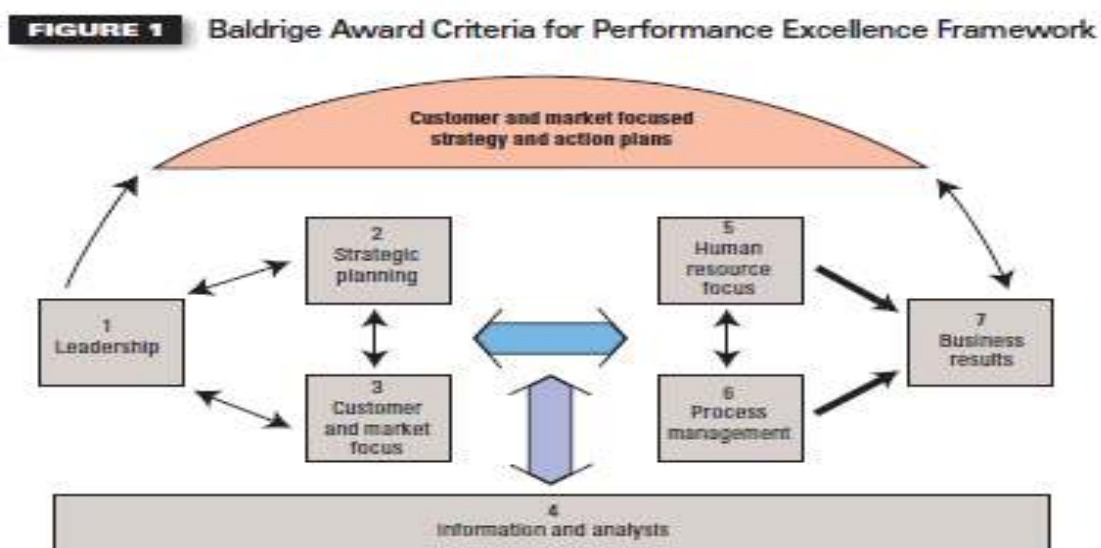 FIGURE 1 Baldrige Award Criteria for Performance Excellence Framework
Customer and market focused
strategy and action plans
1
Leadership
2
Strategic
planning
3
Customer
and market
focus
5
Human
resource
focus
6
Process
management
7
Business
results
4
Information and analysis